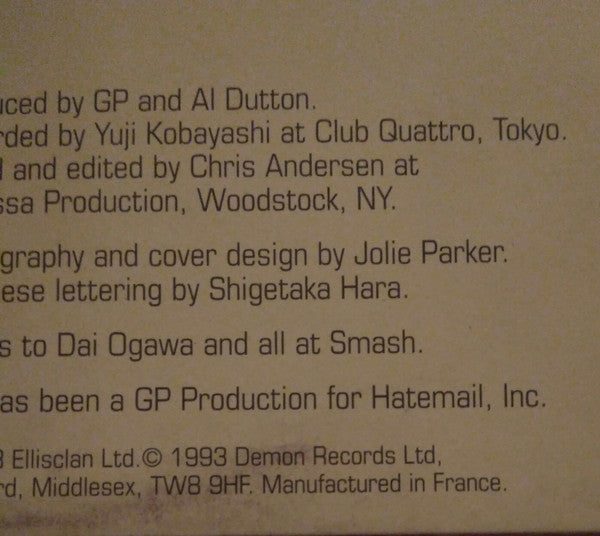 uced by GP and Al Dutton.
rded by Yuji Kobayashi at Club Quattro, Tokyo.
d and edited by Chris Andersen at
ssa Production, Woodstock, NY.
graphy and cover design by Jolie Parker.
ese lettering by Shigetaka Hara.
s to Dai Ogawa and all at Smash.
as been a GP Production for Hatemail, Inc.
3 Ellisclan Ltd.© 1993 Demon Records Ltd,
rd, Middlesex, TW8 9HF. Manufactured in France.